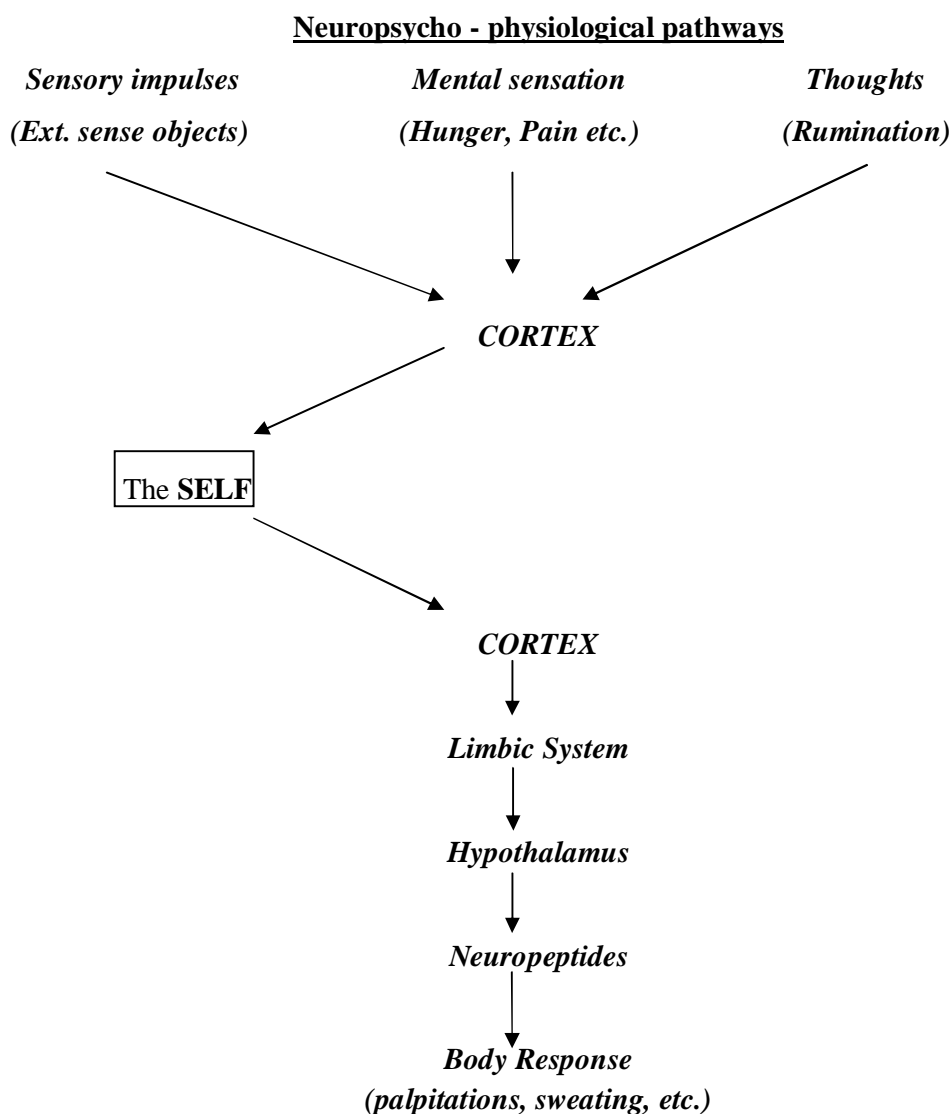 Neuropsycho - physiological pathways
Sensory impulses Mental sensation Thoughts
(Ext. sense objects) (Hunger, Pain etc.) (Rumination)
CORTEX
The SELF
CORTEX
Limbic System
Hypothalamus
Neuropeptides
Body Response
(palpitations, sweating, etc.)